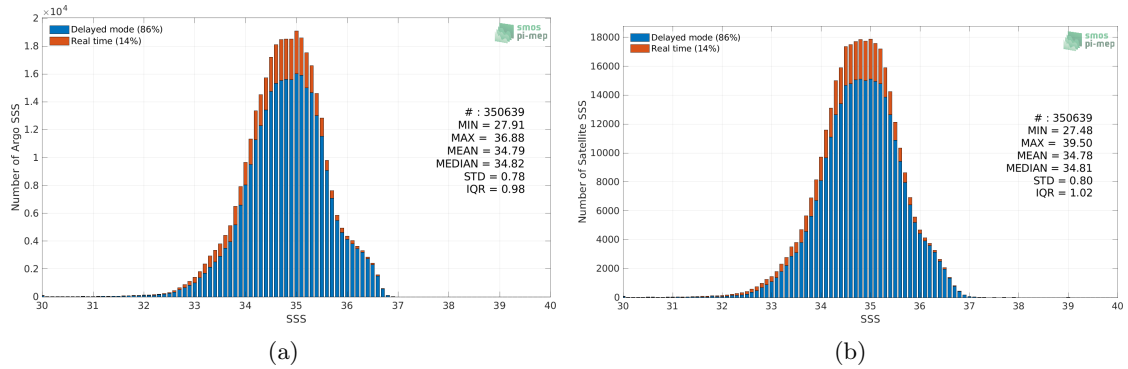 ×10⁴
Delayed mode (86%)
Real time (14%)
smos
pi-mep
# : 350639
MIN = 27.91
MAX = 36.88
MEAN = 34.79
MEDIAN = 34.82
STD = 0.78
IQR = 0.98
Number of Argo SSS
2
1.8
1.6
1.4
1.2
1
0.8
0.6
0.4
0.2
0
30 31 32 33 34 35 36 37 38 39 40
SSS
(a)
Delayed mode (86%)
Real time (14%)
smos
pi-mep
# : 350639
MIN = 27.48
MAX = 39.50
MEAN = 34.78
MEDIAN = 34.81
STD = 0.80
IQR = 1.02
Number of Satellite SSS
18000
16000
14000
12000
10000
8000
6000
4000
2000
0
30 31 32 33 34 35 36 37 38 39 40
SSS
(b)